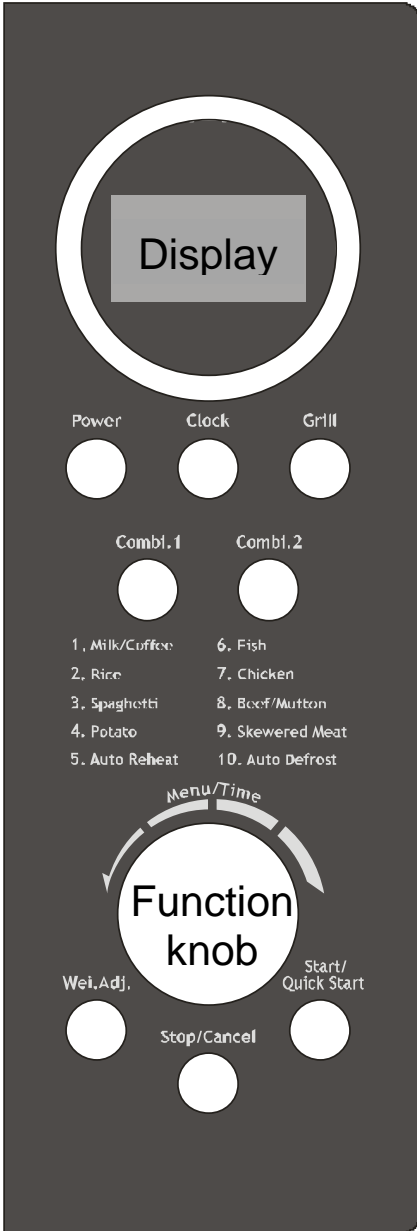 Display
Power Clock Grill
Combi.1 Combi.2
1. Milk/Coffee 6. Fish
2. Rice 7. Chicken
3. Spaghetti 8. Beef/Mutton
4. Potato 9. Skewered Meat
5. Auto Reheat 10. Auto Defrost
Menu/Time
Function
knob
Wei.Adj.
Start/
Quick Start
Stop/Cancel